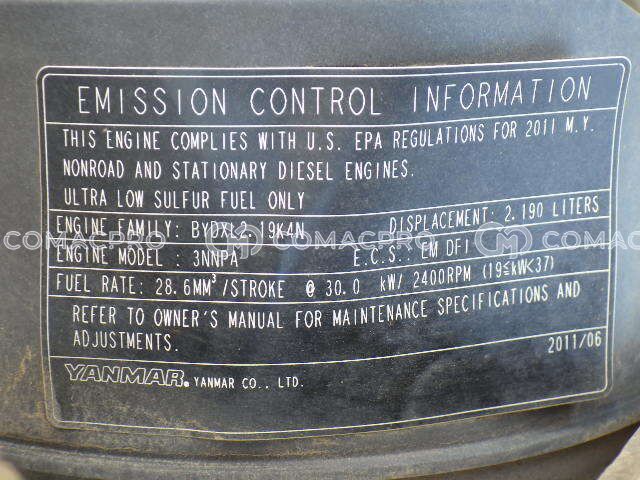 EMISSION CONTROL INFORMATION
THIS ENGINE COMPLIES WITH U.S. EPA REGULATIONS FOR 2011 M.Y.
NONROAD AND STATIONARY DIESEL ENGINES.
ULTRA LOW SULFUR FUEL ONLY
ENGINE FAMILY: BYDXL2.19K4N DISPLACEMENT: 2.190 LITERS
COMACPRO COMACPRO COMACPRO
ENGINE MODEL : 3NNPA E.C.S.: EM DFI
FUEL RATE: 28.6MM³/STROKE @ 30.0 kW/ 2400RPM (19≤kW<37)
REFER TO OWNER'S MANUAL FOR MAINTENANCE SPECIFICATIONS AND
ADJUSTMENTS. 2011/06
YANMAR. YANMAR CO., LTD.